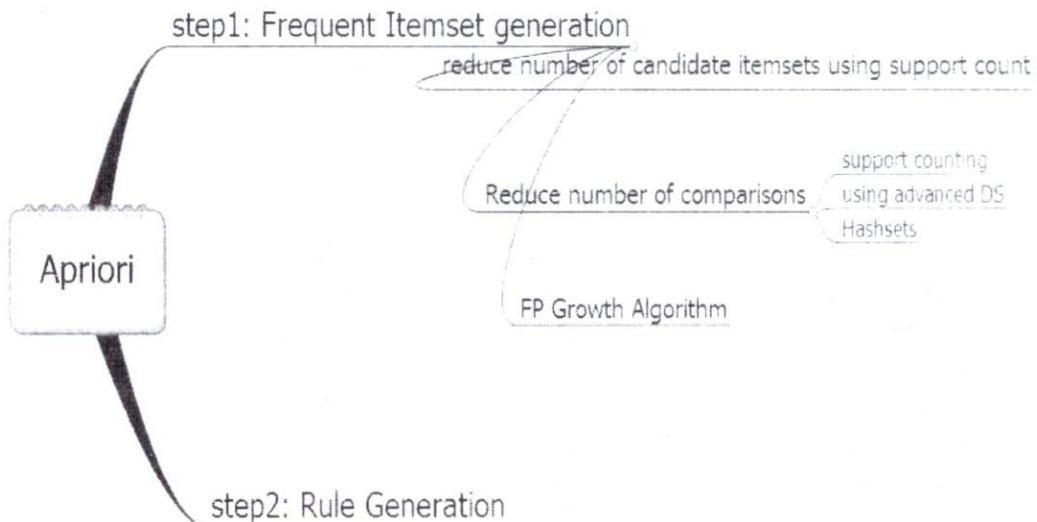 step1: Frequent Itemset generation
reduce number of candidate itemsets using support count
support counting
Reduce number of comparisons
using advanced DS
Hashsets
Apriori
FP Growth Algorithm
step2: Rule Generation